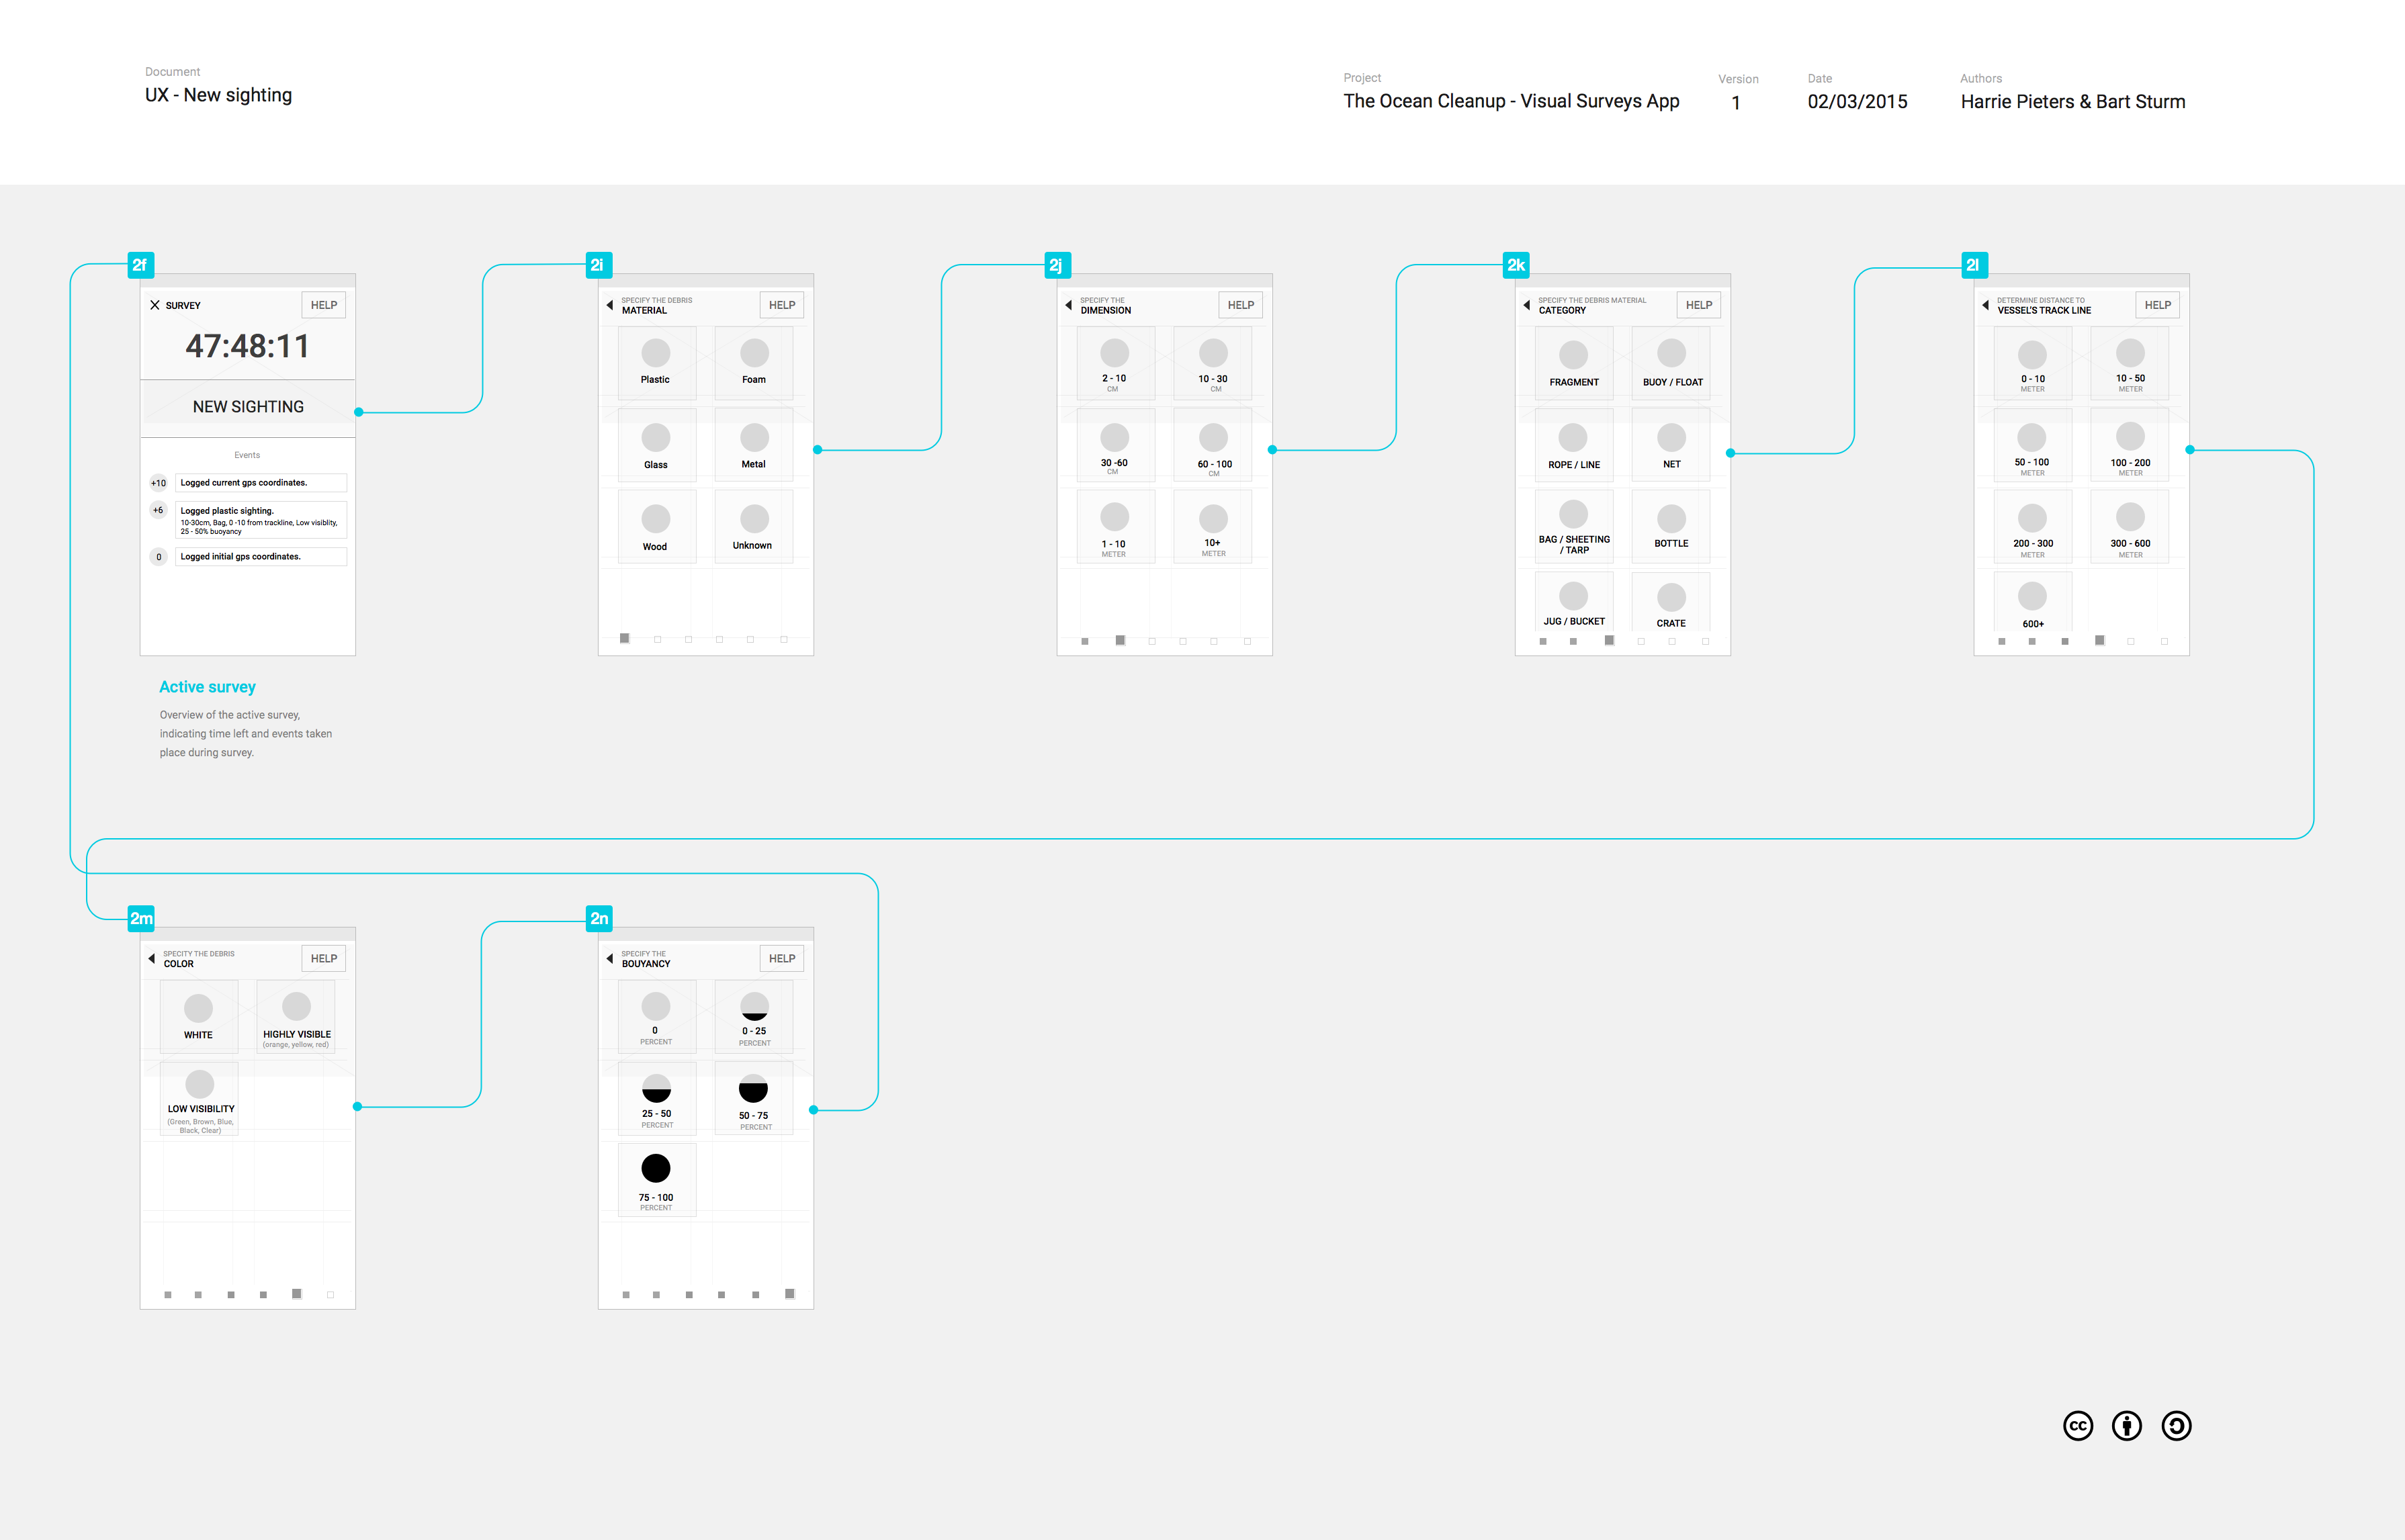 Document
UX - New sighting
Project
The Ocean Cleanup - Visual Surveys App
Version
1
Date
02/03/2015
Authors
Harrie Pieters & Bart Sturm
2f
SURVEY
HELP
47:48:11
NEW SIGHTING
Events
+10
Logged current gps coordinates.
+6
Logged plastic sighting.
10-30cm, Bag, 0 -10 from trackline, Low visiblity,
25 - 50% buoyancy
0
Logged initial gps coordinates.
Active survey
Overview of the active survey,
indicating time left and events taken
place during survey.
2i
SPECIFY THE DEBRIS
MATERIAL
HELP
Plastic
Foam
Glass
Metal
Wood
Unknown
2j
SPECIFY THE
DIMENSION
HELP
2 - 10
CM
10 - 30
CM
30 -60
CM
60 - 100
CM
1 - 10
METER
10+
METER
2k
SPECIFY THE DEBRIS MATERIAL
CATEGORY
HELP
FRAGMENT
BUOY / FLOAT
ROPE / LINE
NET
BAG / SHEETING
/ TARP
BOTTLE
JUG / BUCKET
CRATE
2l
DETERMINE DISTANCE TO
VESSEL'S TRACK LINE
HELP
0 - 10
METER
10 - 50
METER
50 - 100
METER
100 - 200
METER
200 - 300
METER
300 - 600
METER
600+
2m
SPECITY THE DEBRIS
COLOR
HELP
WHITE
HIGHLY VISIBLE
(orange, yellow, red)
LOW VISIBILITY
(Green, Brown, Blue,
Black, Clear)
2n
SPECIFY THE
BOUYANCY
HELP
0
PERCENT
0 - 25
PERCENT
25 - 50
PERCENT
50 - 75
PERCENT
75 - 100
PERCENT
cc